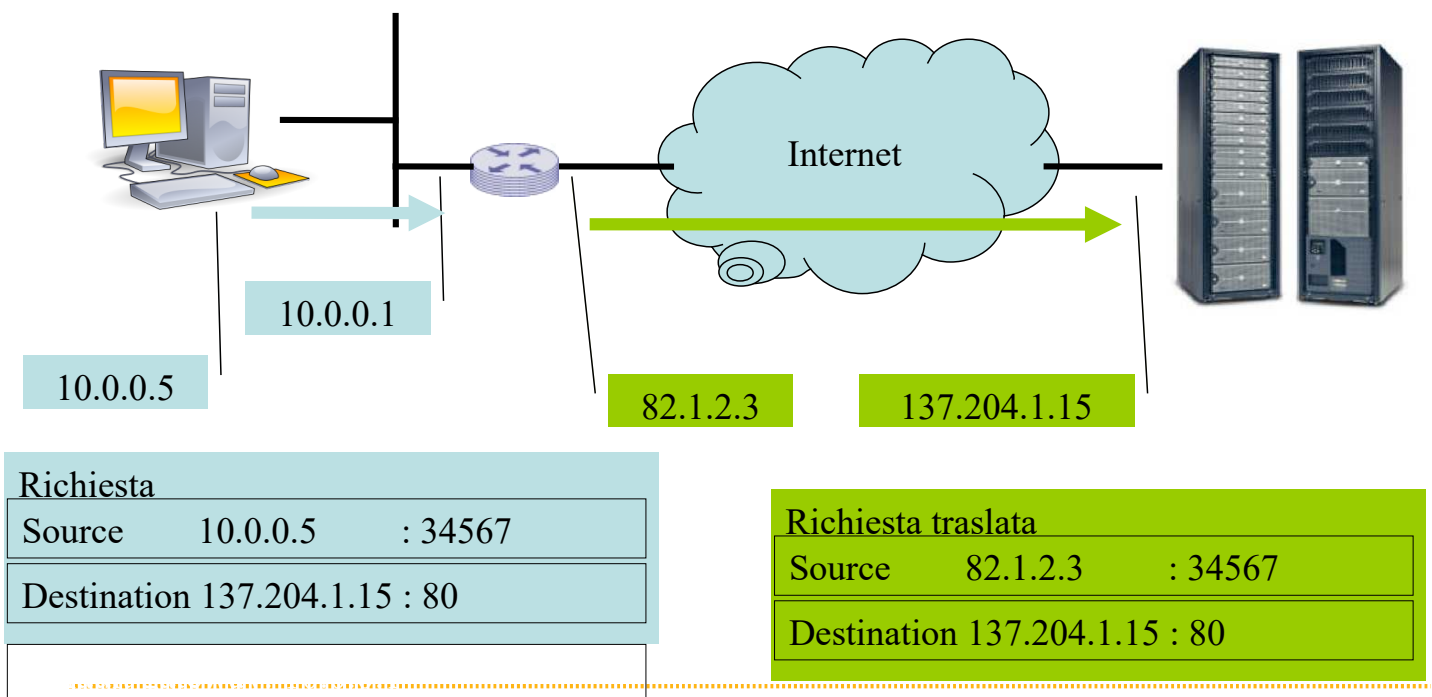 Internet
10.0.0.1
10.0.0.5
82.1.2.3
137.204.1.15
Richiesta
Source 10.0.0.5 : 34567
Destination 137.204.1.15 : 80
Richiesta traslata
Source 82.1.2.3 : 34567
Destination 137.204.1.15 : 80